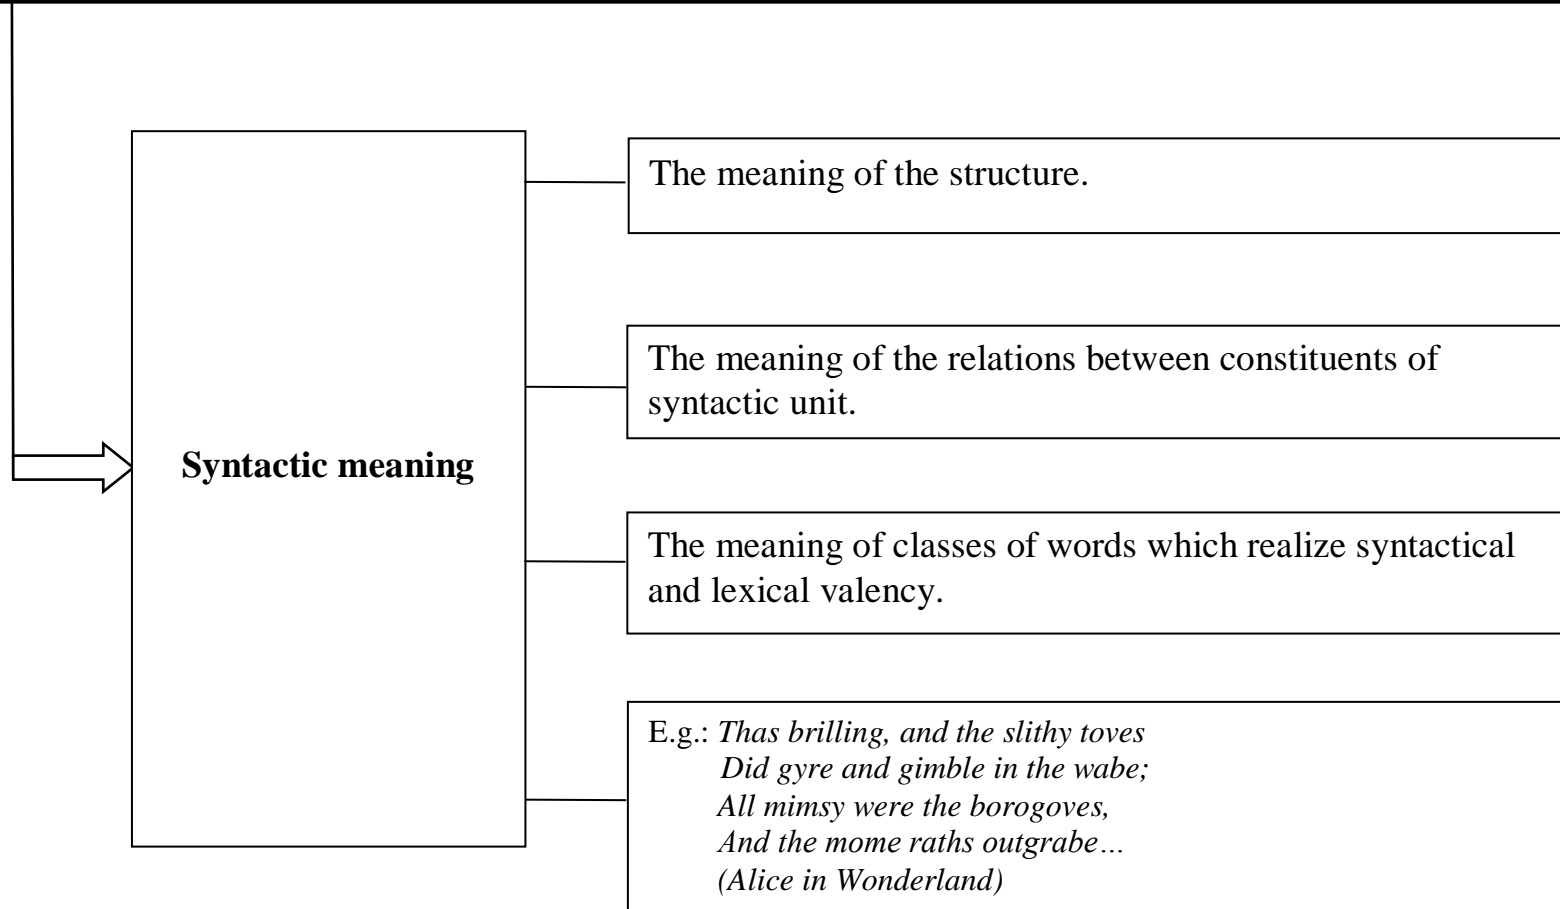 The meaning of the structure.
The meaning of the relations between constituents of
syntactic unit.
Syntactic meaning
The meaning of classes of words which realize syntactical
and lexical valency.
E.g.: Thas brilling, and the slithy toves
Did gyre and gimble in the wabe;
All mimsy were the borogoves,
And the mome raths outgrabe…
(Alice in Wonderland)